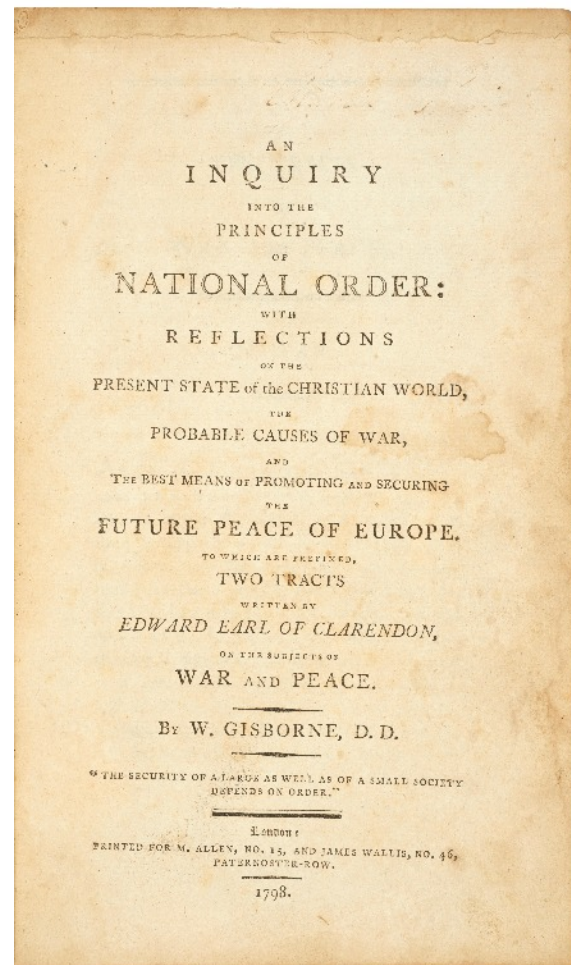 AN
INQUIRY
INTO THE
PRINCIPLES
OF
NATIONAL ORDER:
WITH
REFLECTIONS
ON THE
PRESENT STATE of the CHRISTIAN WORLD,
THE
PROBABLE CAUSES OF WAR,
AND
THE BEST MEANS OF PROMOTING AND SECURING
THE
FUTURE PEACE OF EUROPE.
TO WHICH ARE PREFIXED,
TWO TRACTS
WRITTEN BY
EDWARD EARL OF CLARENDON,
ON THE SUBJECTS OF
WAR AND PEACE.
By W. GISBORNE, D. D.
"THE SECURITY OF A LARGE AS WELL AS OF A SMALL SOCIETY
DEPENDS ON ORDER."
London:
PRINTED FOR M. ALLEN, NO. 15, AND JAMES WALLIS, NO. 46,
PATERNOSTER-ROW.
1798.